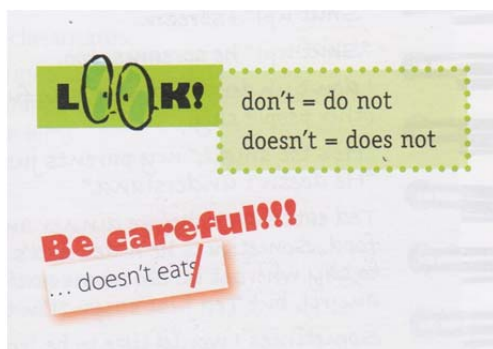 LOOK!
don't = do not
doesn't = does not
Be careful!!!
... doesn't eats